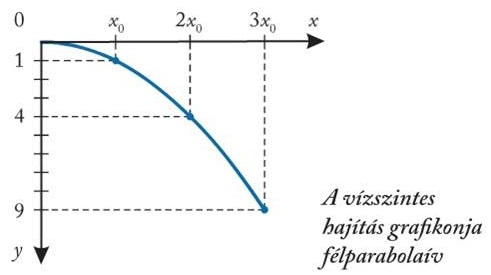 0 x₀ 2x₀ 3x₀ x
1
4
9
y
A vízszintes
hajítás grafikonja
félparabolaív